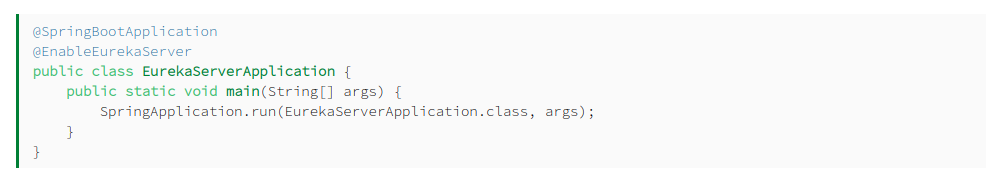 @SpringBootApplication
@EnableEurekaServer
public class EurekaServerApplication {
    public static void main(String[] args) {
        SpringApplication.run(EurekaServerApplication.class, args);
    }
}